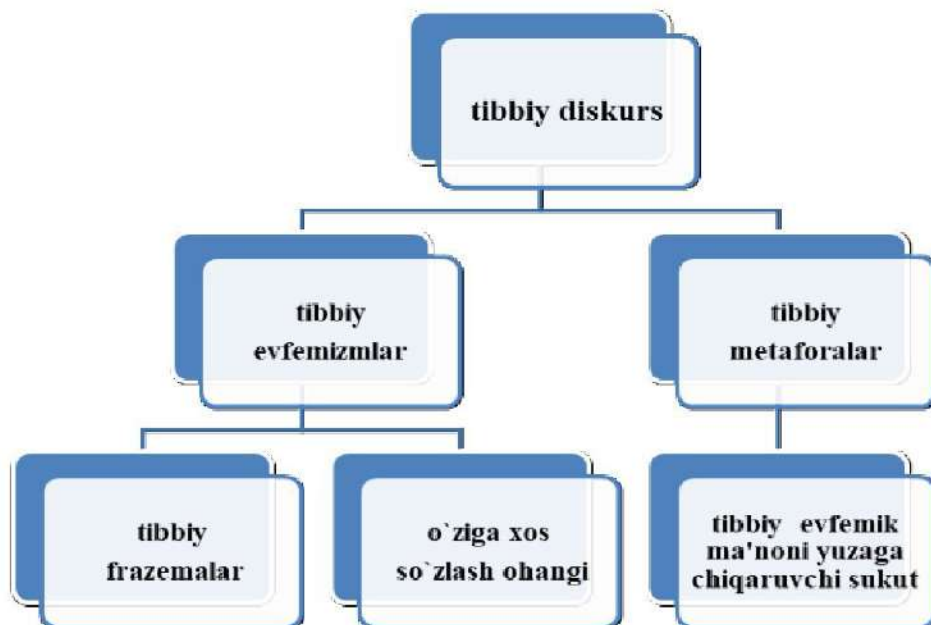 tibbiy diskurs
tibbiy
evfemizmlar
tibbiy
metaforalar
tibbiy
frazemalar
o`ziga xos
so`zlash ohangi
tibbiy evfemik
ma'noni yuzaga
chiqaruvchi sukut